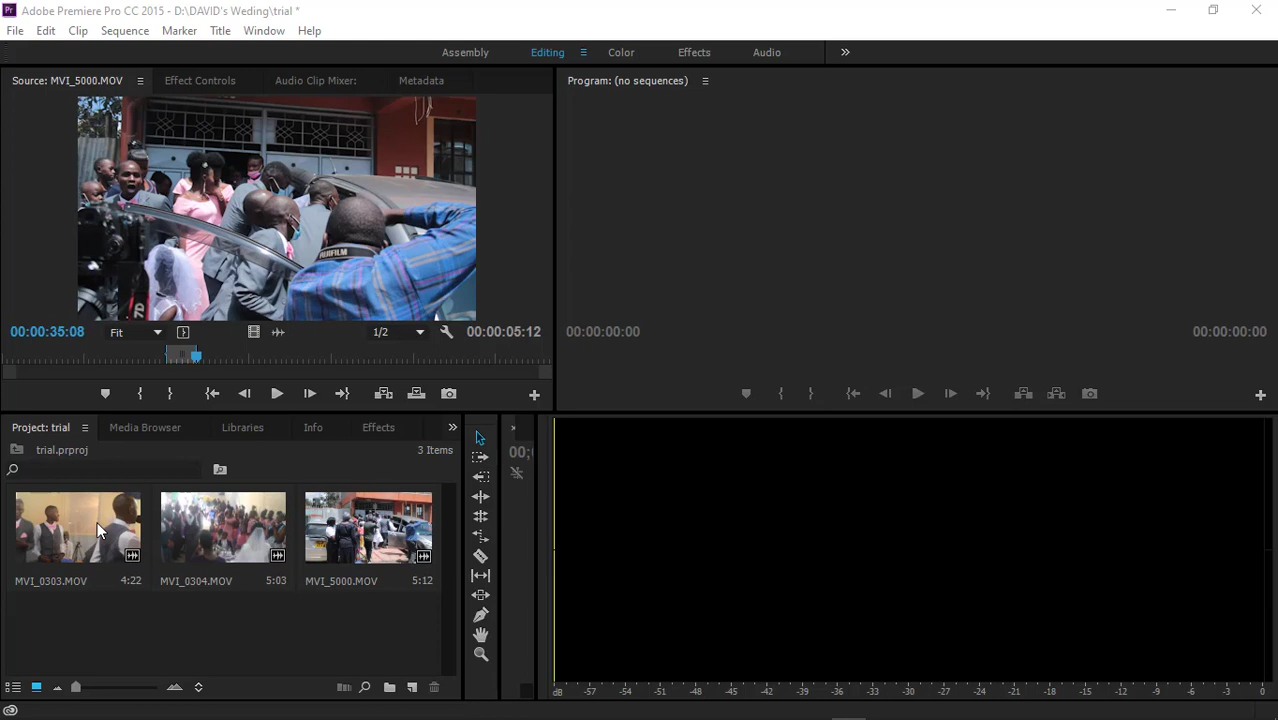 Adobe Premiere Pro CC 2015 - D:\DAVID's Weding\trial *
File Edit Clip Sequence Marker Title Window Help
Assembly Editing Color Effects Audio
Source: MVI_5000.MOV Effect Controls Audio Clip Mixer: Metadata Program: (no sequences)
FUJIFILM
00:00:35:08 Fit 1/2 00:00:05:12 00:00:00:00 00:00:00:00
Project: trial Media Browser Libraries Info Effects
trial.prproj 3 Items
MVI_0303.MOV 4:22 MVI_0304.MOV 5:03 MVI_5000.MOV 5:12
dB -57 -54 -51 -48 -45 -42 -39 -36 -33 -30 -27 -24 -21 -18 -15 -12 -9 -6 -3 0